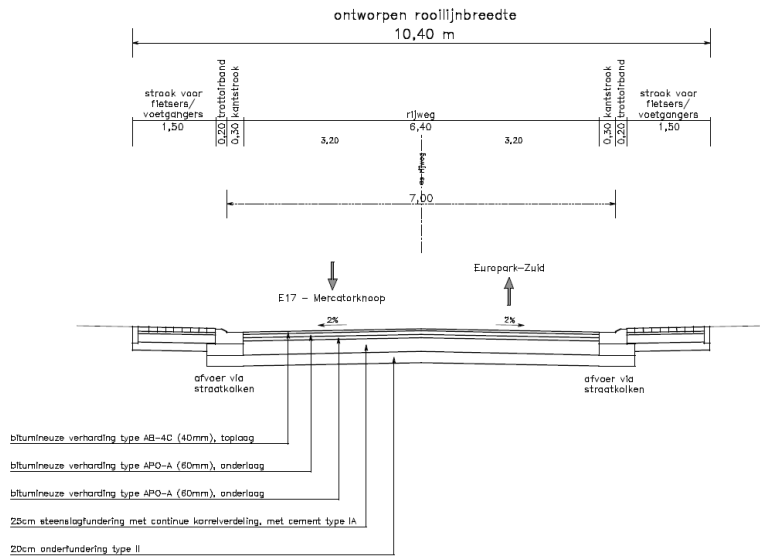 ontworpen rooilijnbreedte
10,40 m
strook voor
fietsers/
voetgangers
1,50
0,20 trottoirband
0,30 kantstrook
rijweg
6,40
3,20
3,20
0,30 kantstrook
0,20 trottoirband
strook voor
fietsers/
voetgangers
1,50
as rijweg
7,00
E17 - Mercatorknoop
Europark-Zuid
2%
2%
afvoer via
straatkolken
afvoer via
straatkolken
bitumineuze verharding type AB-4C (40mm), toplaag
bitumineuze verharding type APO-A (60mm), onderlaag
bitumineuze verharding type APO-A (60mm), onderlaag
25cm steenslagfundering met continue korrelverdeling, met cement type IA
20cm onderfundering type II